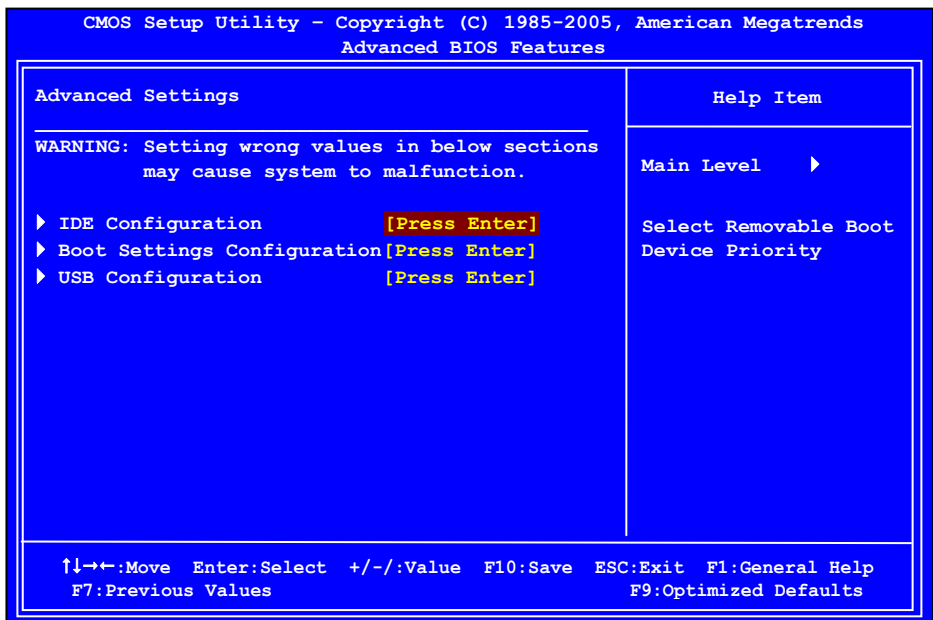 CMOS Setup Utility – Copyright (C) 1985-2005, American Megatrends
Advanced BIOS Features
Advanced Settings
WARNING: Setting wrong values in below sections
may cause system to malfunction.
IDE Configuration [Press Enter]
Boot Settings Configuration[Press Enter]
USB Configuration [Press Enter]
Help Item
Main Level
Select Removable Boot
Device Priority
↑↓→←:Move Enter:Select +/-/:Value F10:Save ESC:Exit F1:General Help
F7:Previous Values F9:Optimized Defaults